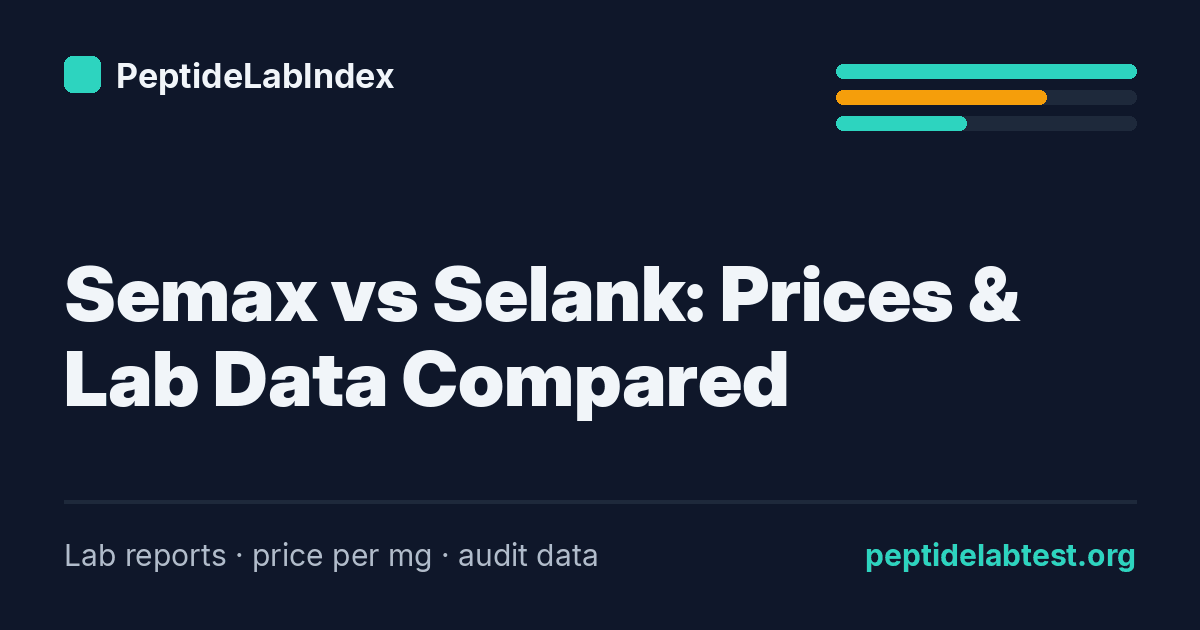 PeptideLabIndex
Semax vs Selank: Prices &
Lab Data Compared
Lab reports · price per mg · audit data
peptidelabtest.org